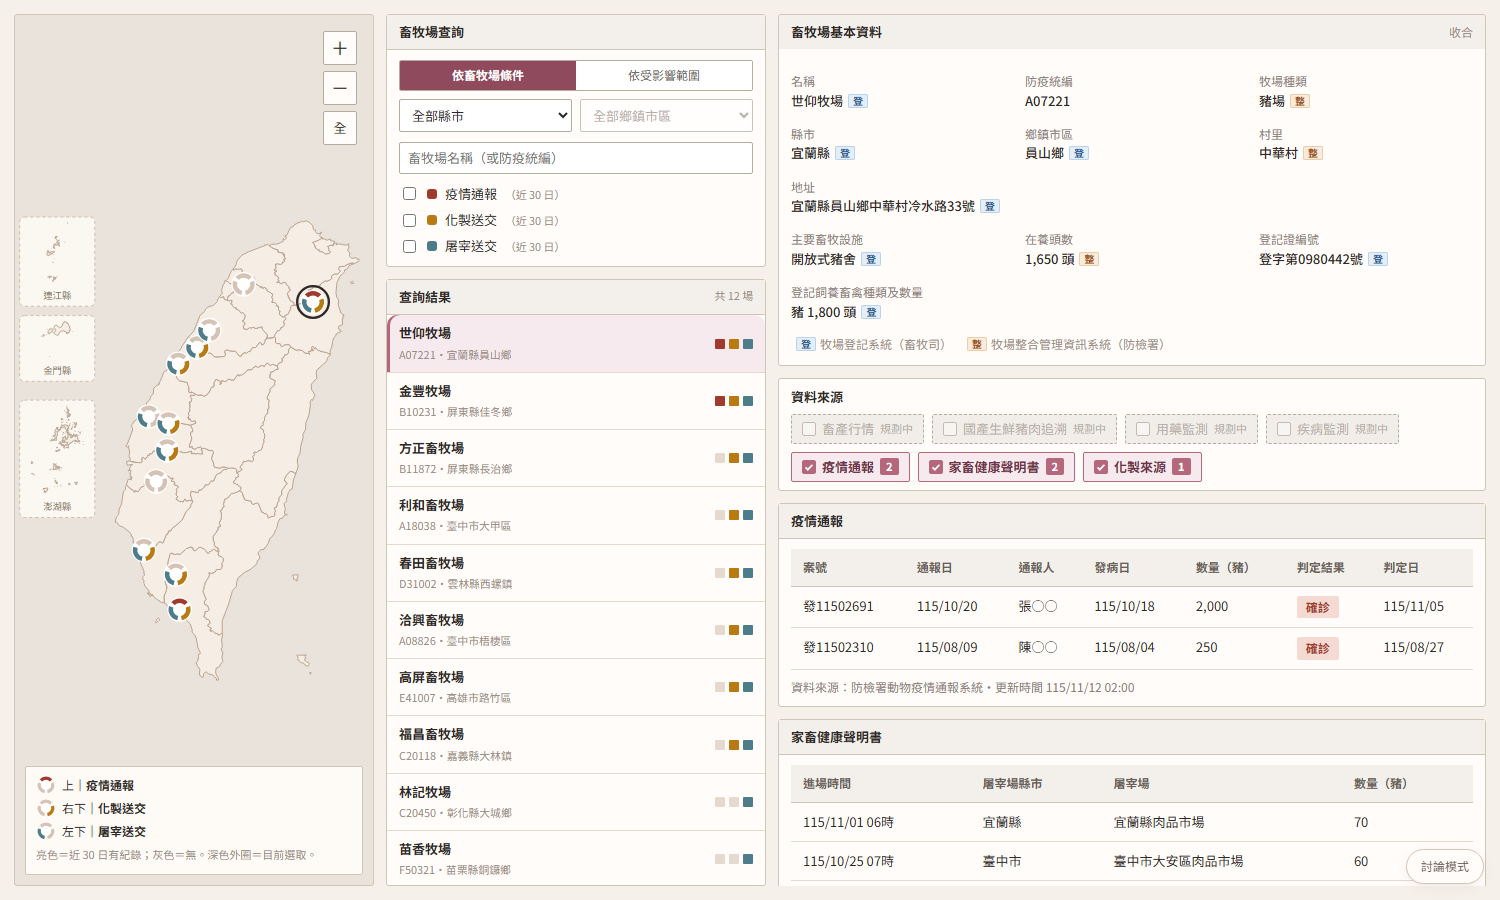 ＋
－
全
連江縣
金門縣
澎湖縣
上｜疫情通報
右下｜化製送交
左下｜屠宰送交
亮色＝近 30 日有紀錄；灰色＝無。深色外圈＝目前選取。
畜牧場查詢
依畜牧場條件 依受影響範圍
全部縣市 全部鄉鎮市區
畜牧場名稱（或防疫統編）
疫情通報 （近 30 日）
化製送交 （近 30 日）
屠宰送交 （近 30 日）
查詢結果 共 12 場
世仰牧場
A07221・宜蘭縣員山鄉
金豐牧場
B10231・屏東縣佳冬鄉
方正畜牧場
B11872・屏東縣長治鄉
利和畜牧場
A18038・臺中市大甲區
春田畜牧場
D31002・雲林縣西螺鎮
洽興畜牧場
A08826・臺中市梧棲區
高屏畜牧場
E41007・高雄市路竹區
福昌畜牧場
C20118・嘉義縣大林鎮
林記牧場
C20450・彰化縣大城鄉
苗香牧場
F50321・苗栗縣銅鑼鄉
畜牧場基本資料 收合
名稱 防疫統編 牧場種類
世仰牧場 登 A07221 豬場 整
縣市 鄉鎮市區 村里
宜蘭縣 登 員山鄉 登 中華村 整
地址
宜蘭縣員山鄉中華村冷水路33號 登
主要畜牧設施 在養頭數 登記證編號
開放式豬舍 登 1,650 頭 整 登字第0980442號 登
登記飼養畜禽種類及數量
豬 1,800 頭 登
登 牧場登記系統（畜牧司） 整 牧場整合管理資訊系統（防檢署）
資料來源
畜產行情 規劃中 國產生鮮豬肉追溯 規劃中 用藥監測 規劃中 疾病監測 規劃中
疫情通報 2 家畜健康聲明書 2 化製來源 1
疫情通報
案號 通報日 通報人 發病日 數量（豬） 判定結果 判定日
發11502691 115/10/20 張〇〇 115/10/18 2,000 確診 115/11/05
發11502310 115/08/09 陳〇〇 115/08/04 250 確診 115/08/27
資料來源：防檢署動物疫情通報系統・更新時間 115/11/12 02:00
家畜健康聲明書
進場時間 屠宰場縣市 屠宰場 數量（豬）
115/11/01 06時 宜蘭縣 宜蘭縣肉品市場 70
115/10/25 07時 臺中市 臺中市大安區肉品市場 60
討論模式